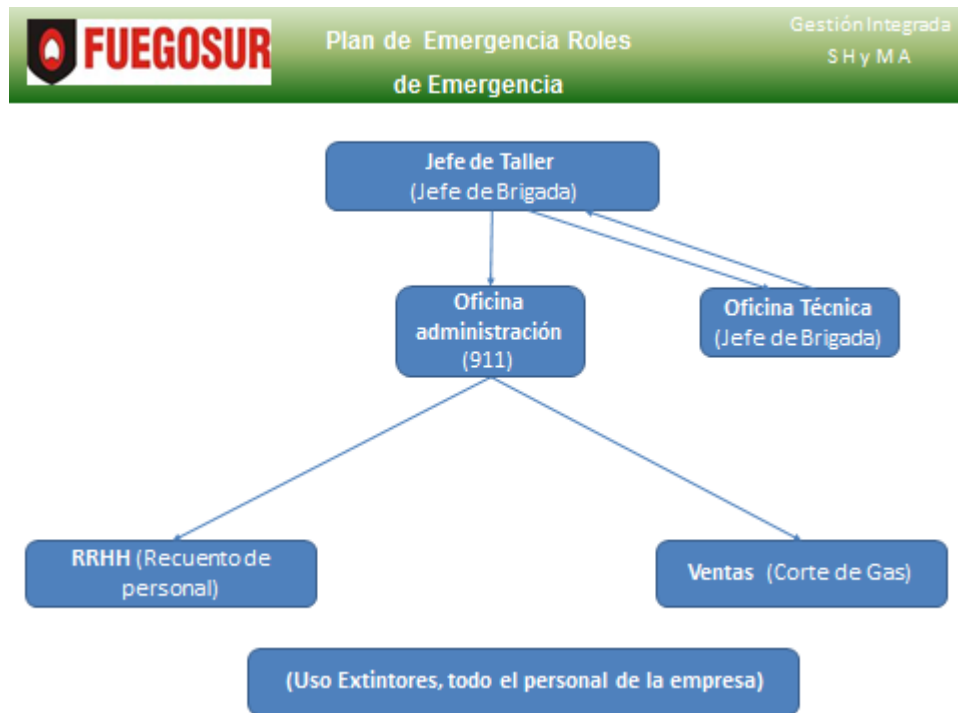 FUEGOSUR
Plan de Emergencia Roles
de Emergencia
Gestión Integrada
S H y M A
Jefe de Taller
(Jefe de Brigada)
Oficina
administración
(911)
Oficina Técnica
(Jefe de Brigada)
RRHH (Recuento de
personal)
Ventas (Corte de Gas)
(Uso Extintores, todo el personal de la empresa)